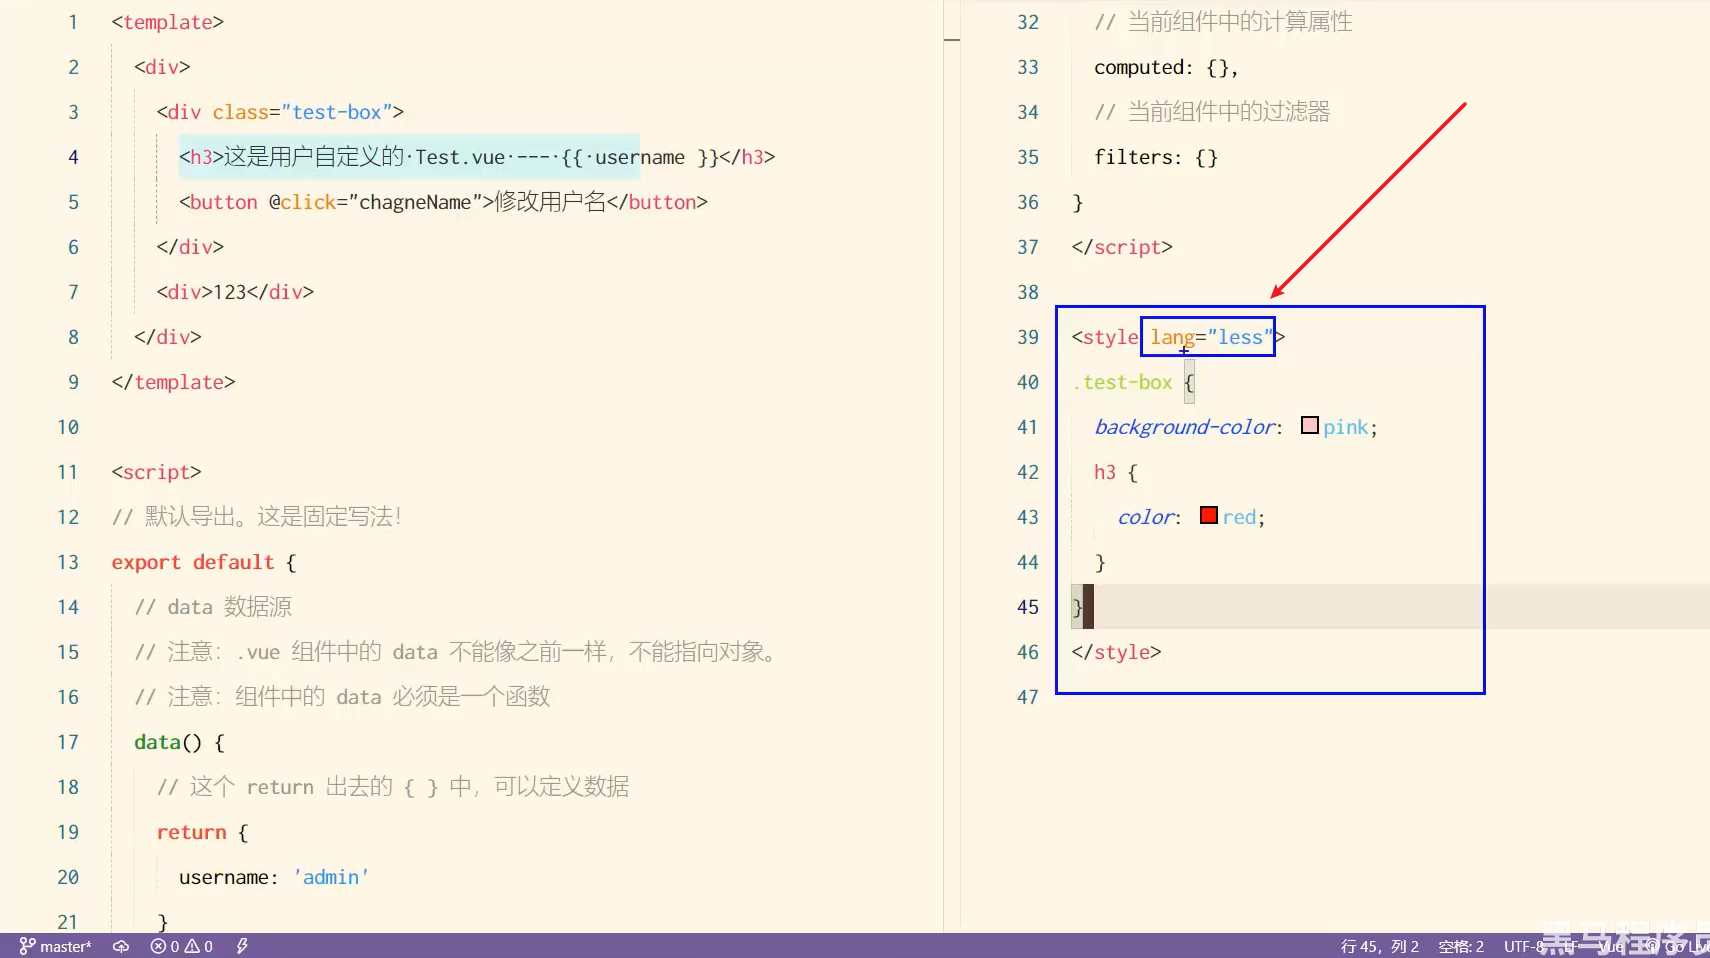 1 <template>
2 <div>
3 <div class="test-box">
4 <h3>这是用户自定义的·Test.vue·---·{{·username }}</h3>
5 <button @click="chagneName">修改用户名</button>
6 </div>
7 <div>123</div>
8 </div>
9 </template>
10
11 <script>
12 // 默认导出。这是固定写法！
13 export default {
14 // data 数据源
15 // 注意：.vue 组件中的 data 不能像之前一样，不能指向对象。
16 // 注意：组件中的 data 必须是一个函数
17 data() {
18 // 这个 return 出去的 { } 中，可以定义数据
19 return {
20 username: 'admin'
21 }
32 // 当前组件中的计算属性
33 computed: {},
34 // 当前组件中的过滤器
35 filters: {}
36 }
37 </script>
38
39 <style lang="less">
40 .test-box {
41 background-color: pink;
42 h3 {
43 color: red;
44 }
45 }
46 </style>
47
master* 0 0 行 45，列 2 空格: 2 UTF-8 LF Vue Go Live
黑马程序员